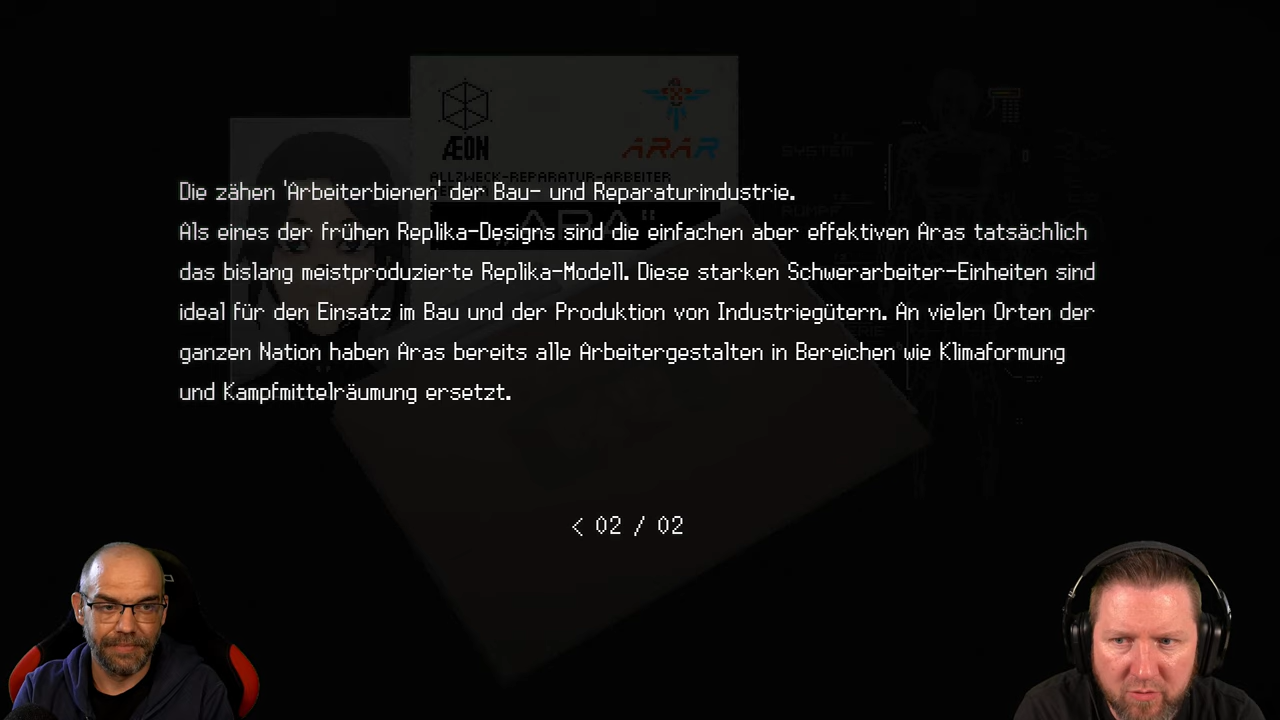 ÆON
ARAR
ALLZWECK-REPARATUR-ARBEITER
SYSTEM
Die zähen 'Arbeiterbienen' der Bau- und Reparaturindustrie.
Als eines der frühen Replika-Designs sind die einfachen aber effektiven Aras tatsächlich
das bislang meistproduzierte Replika-Modell. Diese starken Schwerarbeiter-Einheiten sind
ideal für den Einsatz im Bau und der Produktion von Industriegütern. An vielen Orten der
ganzen Nation haben Aras bereits alle Arbeitergestalten in Bereichen wie Klimaformung
und Kampfmittelräumung ersetzt.
< 02 / 02